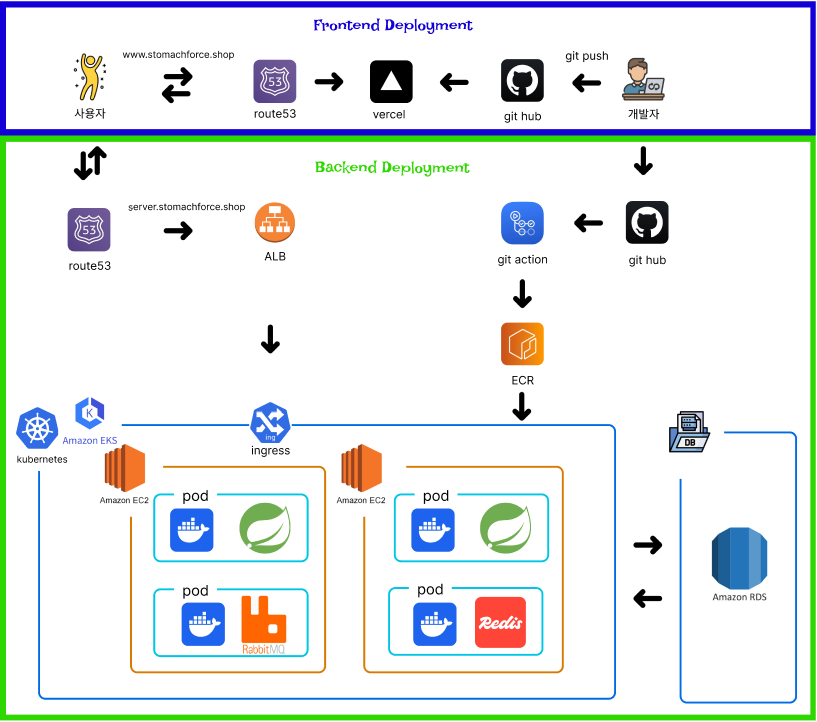 Frontend Deployment
www.stomachforce.shop
git push
53
사용자
route53
vercel
git hub
개발자
Backend Deployment
server.stomachforce.shop
53
route53
ALB
git action
git hub
ECR
K
Amazon EKS
kubernetes
ing
ingress
DB
Amazon EC2
pod
Amazon EC2
pod
pod
RabbitMQ
pod
Redis
Amazon RDS